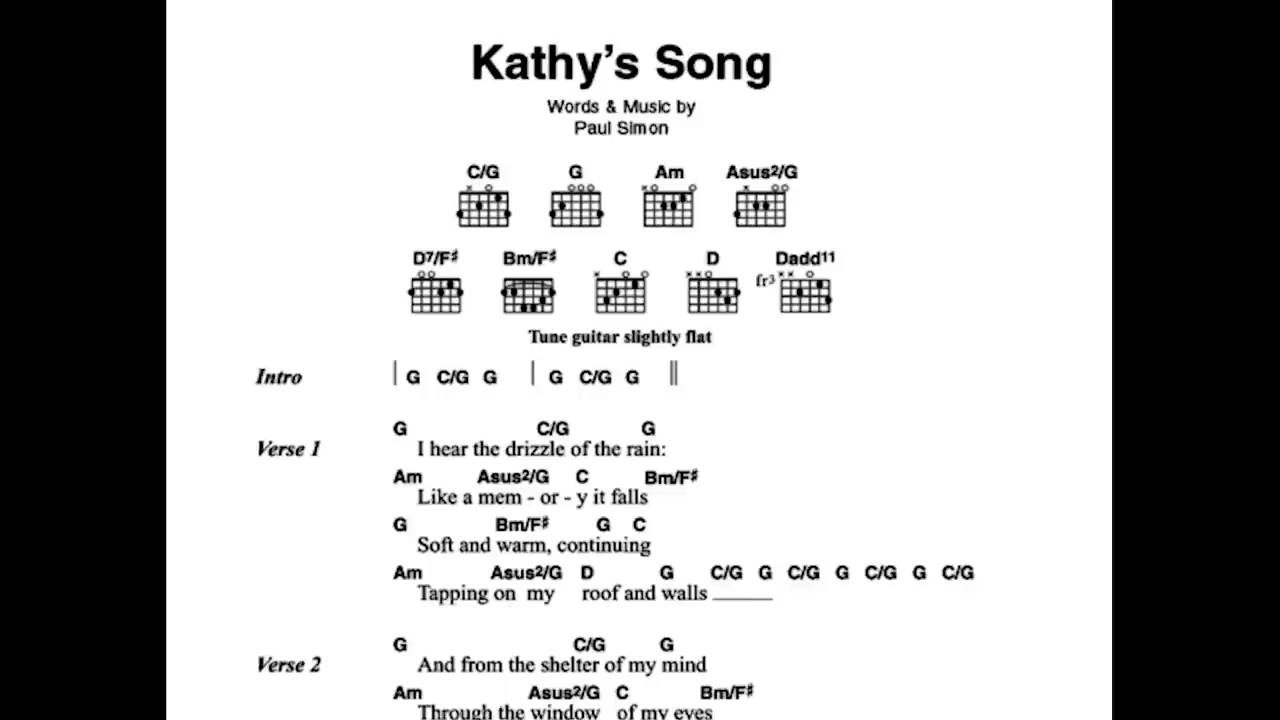 Kathy's Song
Words & Music by
Paul Simon
C/G G Am Asus2/G
D7/F♯ Bm/F♯ C D Dadd11
fr3
Tune guitar slightly flat
Intro | G C/G G | G C/G G ||
G C/G G
Verse 1 I hear the drizzle of the rain:
Am Asus2/G C Bm/F♯
Like a mem - or - y it falls
G Bm/F♯ G C
Soft and warm, continuing
Am Asus2/G D G C/G G C/G G C/G G C/G
Tapping on my roof and walls
G C/G G
Verse 2 And from the shelter of my mind
Am Asus2/G C Bm/F♯
Through the window of my eyes